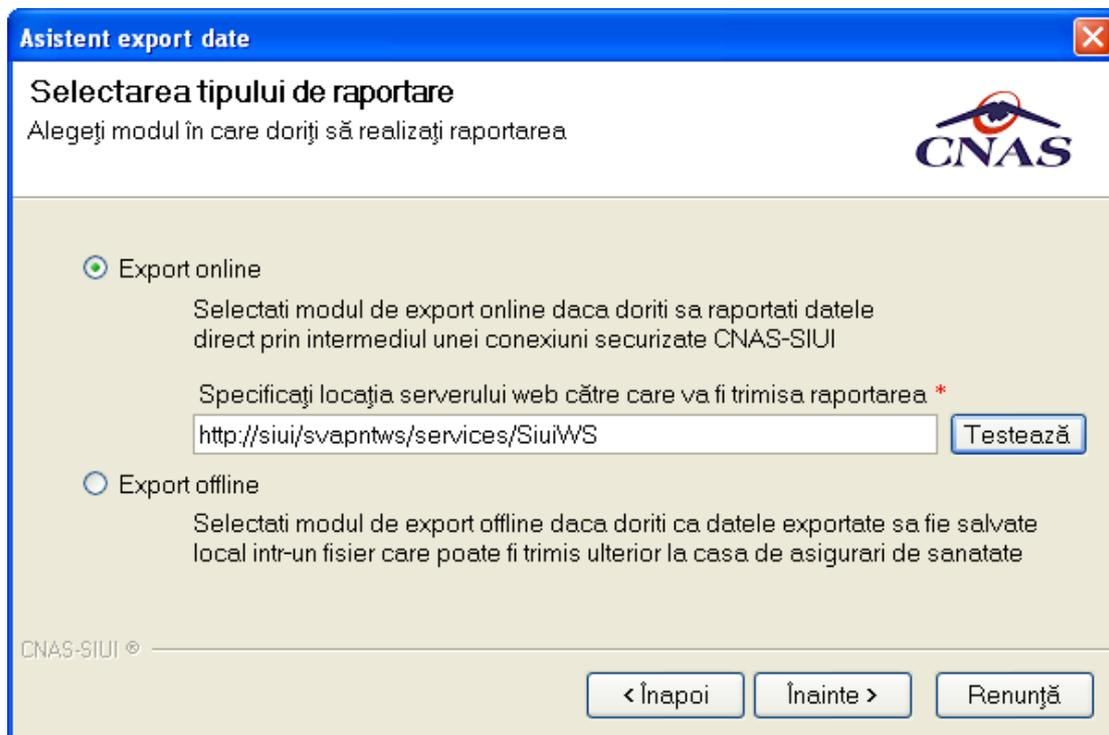 Asistent export date
Selectarea tipului de raportare
Alegeţi modul în care doriţi să realizaţi raportarea
CNAS
Export online
Selectati modul de export online daca doriti sa raportati datele
direct prin intermediul unei conexiuni securizate CNAS-SIUI
Specificaţi locaţia serverului web către care va fi trimisa raportarea *
http://siui/svapntws/services/SiuiWS
Testează
Export offline
Selectati modul de export offline daca doriti ca datele exportate sa fie salvate
local intr-un fisier care poate fi trimis ulterior la casa de asigurari de sanatate
CNAS-SIUI ®
< Înapoi
Înainte >
Renunţă